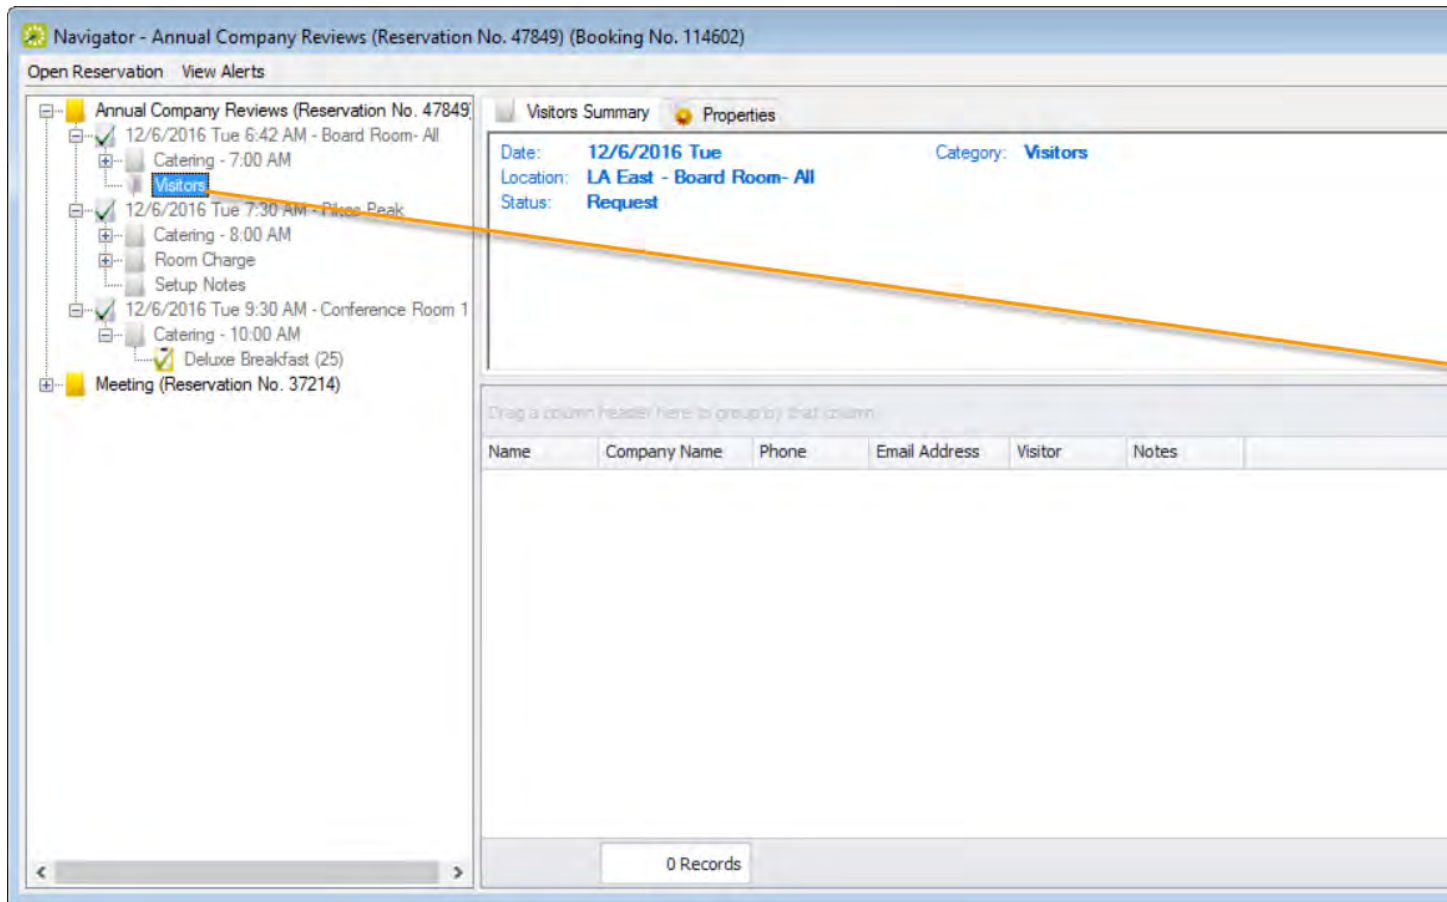 Navigator - Annual Company Reviews (Reservation No. 47849) (Booking No. 114602)
Open Reservation View Alerts
Annual Company Reviews (Reservation No. 47849)
12/6/2016 Tue 6:42 AM - Board Room- All
Catering - 7:00 AM
Visitors
12/6/2016 Tue 7:30 AM - Pikes Peak
Catering - 8:00 AM
Room Charge
Setup Notes
12/6/2016 Tue 9:30 AM - Conference Room 1
Catering - 10:00 AM
Deluxe Breakfast (25)
Meeting (Reservation No. 37214)
Visitors Summary Properties
Date: 12/6/2016 Tue Category: Visitors
Location: LA East - Board Room- All
Status: Request
Drag a column header here to group by that column
Name Company Name Phone Email Address Visitor Notes
0 Records